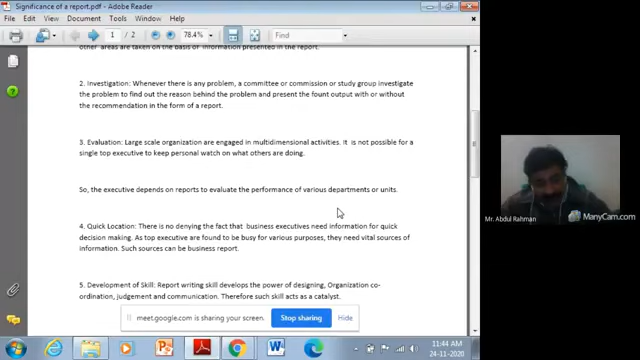 Significance of a report.pdf - Adobe Reader
File Edit View Document Tools Window Help
1 / 2 78.4% Find
other areas are taken on the basis of information presented in the report.
2. Investigation: Whenever there is any problem, a committee or commission or study group investigate
the problem to find out the reason behind the problem and present the fount output with or without
the recommendation in the form of a report.
3. Evaluation: Large scale organization are engaged in multidimensional activities. It is not possible for a
single top executive to keep personal watch on what others are doing.
So, the executive depends on reports to evaluate the performance of various departments or units.
4. Quick Location: There is no denying the fact that business executives need information for quick
decision making. As top executive are found to be busy for various purposes, they need vital sources of
information. Such sources can be business report.
5. Development of Skill: Report writing skill develops the power of designing, Organization co-
ordination, judgement and communication. Therefore such skill acts as a catalyst.
meet.google.com is sharing your screen. Stop sharing Hide
Mr. Abdul Rahman
ManyCam.com
11:44 AM
24-11-2020